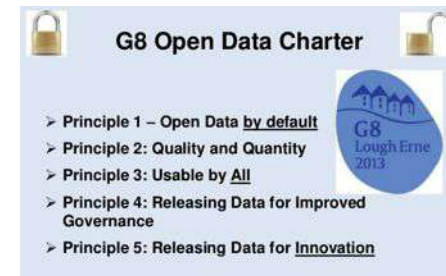 G8 Open Data Charter
➢ Principle 1 – Open Data by default
➢ Principle 2: Quality and Quantity
➢ Principle 3: Usable by All
➢ Principle 4: Releasing Data for Improved
Governance
➢ Principle 5: Releasing Data for Innovation
G8
Lough Erne
2013